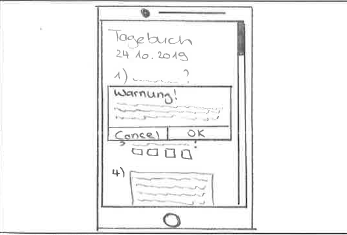 Tagebuch
24.10.2019
1) ?
Warnung!
Cancel OK
4)